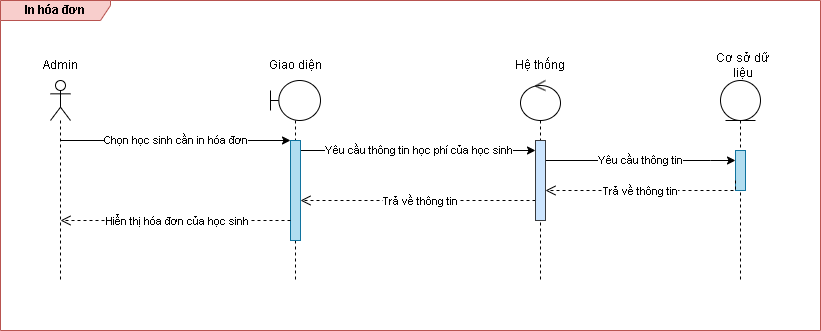 In hóa đơn
Admin
Giao diện
Hệ thống
Cơ sở dữ
liệu
Chọn học sinh cần in hóa đơn
Yêu cầu thông tin học phí của học sinh
Yêu cầu thông tin
Trả về thông tin
Trả về thông tin
Hiển thị hóa đơn của học sinh